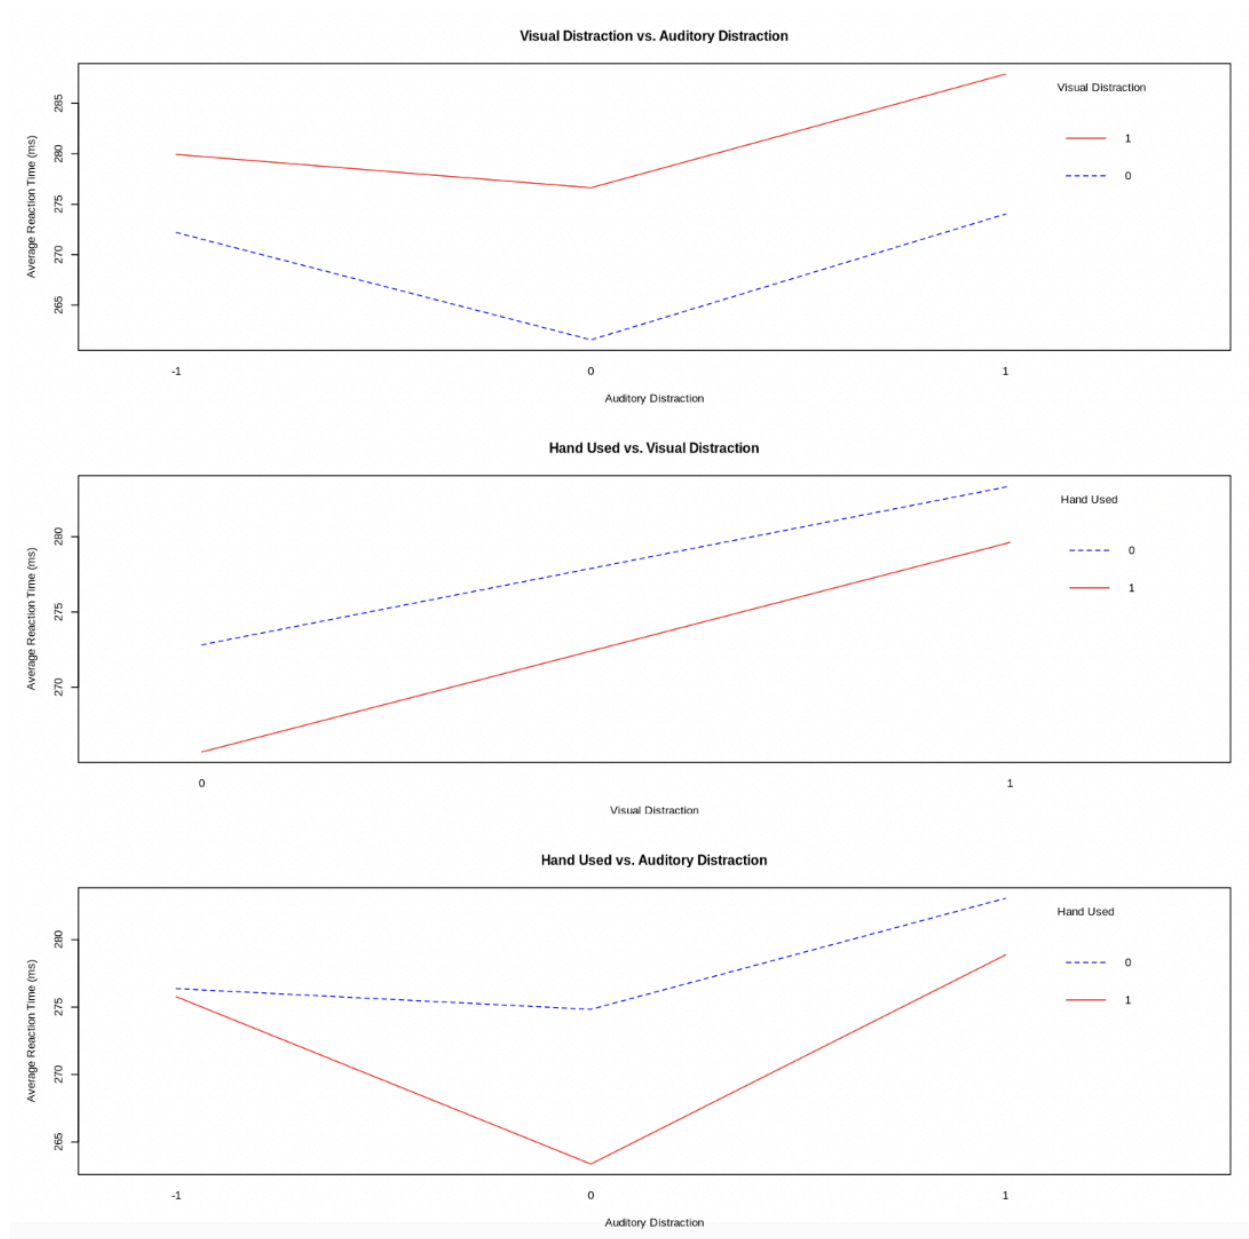 Visual Distraction vs. Auditory Distraction
Average Reaction Time (ms)
285
280
275
270
265
-1
0
1
Auditory Distraction
Visual Distraction
1
0
Hand Used vs. Visual Distraction
Average Reaction Time (ms)
280
275
270
0
1
Visual Distraction
Hand Used
0
1
Hand Used vs. Auditory Distraction
Average Reaction Time (ms)
280
275
270
265
-1
0
1
Auditory Distraction
Hand Used
0
1